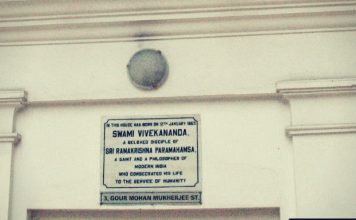 IN THIS HOUSE WAS BORN ON 12TH JANUARY 1863
SWAMI VIVEKANANDA,
A BELOVED DISCIPLE OF
SRI RAMAKRISHNA PARAMAHAMSA,
A SAINT AND A PHILOSOPHER OF
MODERN INDIA
WHO CONSECRATED HIS LIFE
TO THE SERVICE OF HUMANITY
3, GOUR MOHAN MUKHERJEE ST.